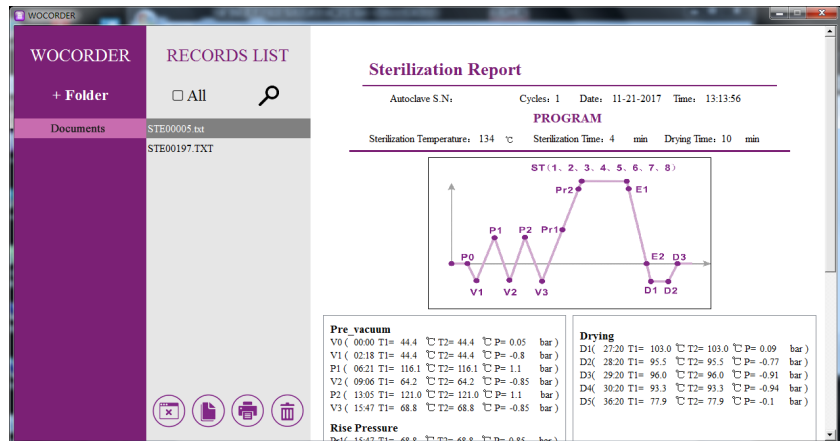 WOCORDER
WOCORDER
+ Folder
Documents
RECORDS LIST
All
STE00005.txt
STE00197.TXT
Sterilization Report
Autoclave S.N: Cycles: 1 Date: 11-21-2017 Time: 13:13:56
PROGRAM
Sterilization Temperature: 134 ℃ Sterilization Time: 4 min Drying Time: 10 min
ST(1、2、3、4、5、6、7、8)
Pr2 E1
P1 P2 Pr1
P0 E2 D3
V1 V2 V3 D1 D2
Pre_vacuum
V0 ( 00:00 T1= 44.4 ℃ T2= 44.4 ℃ P= 0.05 bar )
V1 ( 02:18 T1= 44.4 ℃ T2= 44.4 ℃ P= -0.8 bar )
P1 ( 06:21 T1= 116.1 ℃ T2= 116.1 ℃ P= 1.1 bar )
V2 ( 09:06 T1= 64.2 ℃ T2= 64.2 ℃ P= -0.85 bar )
P2 ( 13:05 T1= 121.0 ℃ T2= 121.0 ℃ P= 1.1 bar )
V3 ( 15:47 T1= 68.8 ℃ T2= 68.8 ℃ P= -0.85 bar )
Rise Pressure
Drying
D1( 27:20 T1= 103.0 ℃ T2= 103.0 ℃ P= 0.09 bar )
D2( 28:20 T1= 95.5 ℃ T2= 95.5 ℃ P= -0.77 bar )
D3( 29:20 T1= 96.0 ℃ T2= 96.0 ℃ P= -0.91 bar )
D4( 30:20 T1= 93.3 ℃ T2= 93.3 ℃ P= -0.94 bar )
D5( 36:20 T1= 77.9 ℃ T2= 77.9 ℃ P= -0.1 bar )